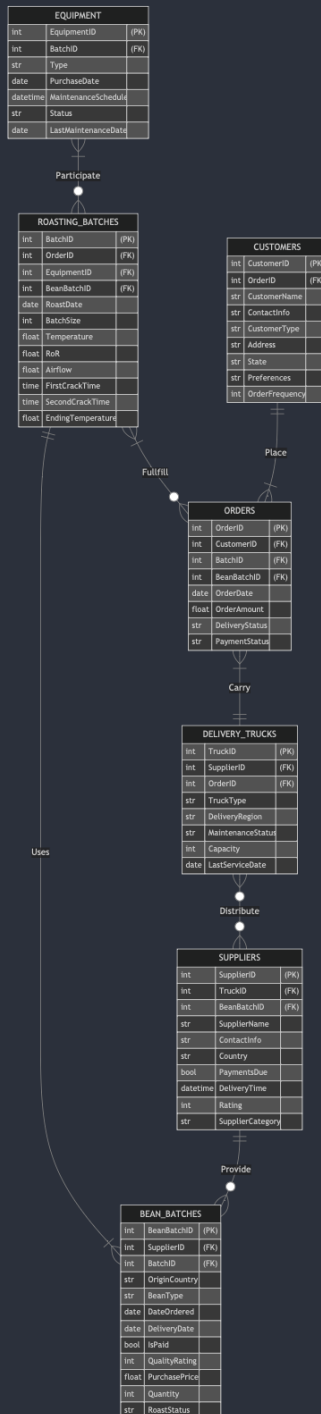 EQUIPMENT
int EquipmentID (PK)
int BatchID (FK)
str Type
date PurchaseDate
datetime MaintenanceSchedule
str Status
date LastMaintenanceDate
Participate
ROASTING_BATCHES
int BatchID (PK)
int OrderID (FK)
int EquipmentID (FK)
int BeanBatchID (FK)
date RoastDate
int BatchSize
float Temperature
float RoR
float Airflow
time FirstCrackTime
time SecondCrackTime
float EndingTemperature
CUSTOMERS
int CustomerID (PK
int OrderID (FK
str CustomerName
str ContactInfo
str CustomerType
str Address
str State
str Preferences
int OrderFrequency
Place
Fullfill
ORDERS
int OrderID (PK)
int CustomerID (FK)
int BatchID (FK)
int BeanBatchID (FK)
date OrderDate
float OrderAmount
str DeliveryStatus
str PaymentStatus
Carry
DELIVERY_TRUCKS
int TruckID (PK)
int SupplierID (FK)
int OrderID (FK)
str TruckType
str DeliveryRegion
str MaintenanceStatus
int Capacity
date LastServiceDate
Uses
Distribute
SUPPLIERS
int SupplierID (PK)
int TruckID (FK)
int BeanBatchID (FK)
str SupplierName
str ContactInfo
str Country
bool PaymentsDue
datetime DeliveryTime
int Rating
str SupplierCategory
Provide
BEAN_BATCHES
int BeanBatchID (PK)
int SupplierID (FK)
int BatchID (FK)
str OriginCountry
str BeanType
date DateOrdered
date DeliveryDate
bool IsPaid
int QualityRating
float PurchasePrice
int Quantity
str RoastStatus